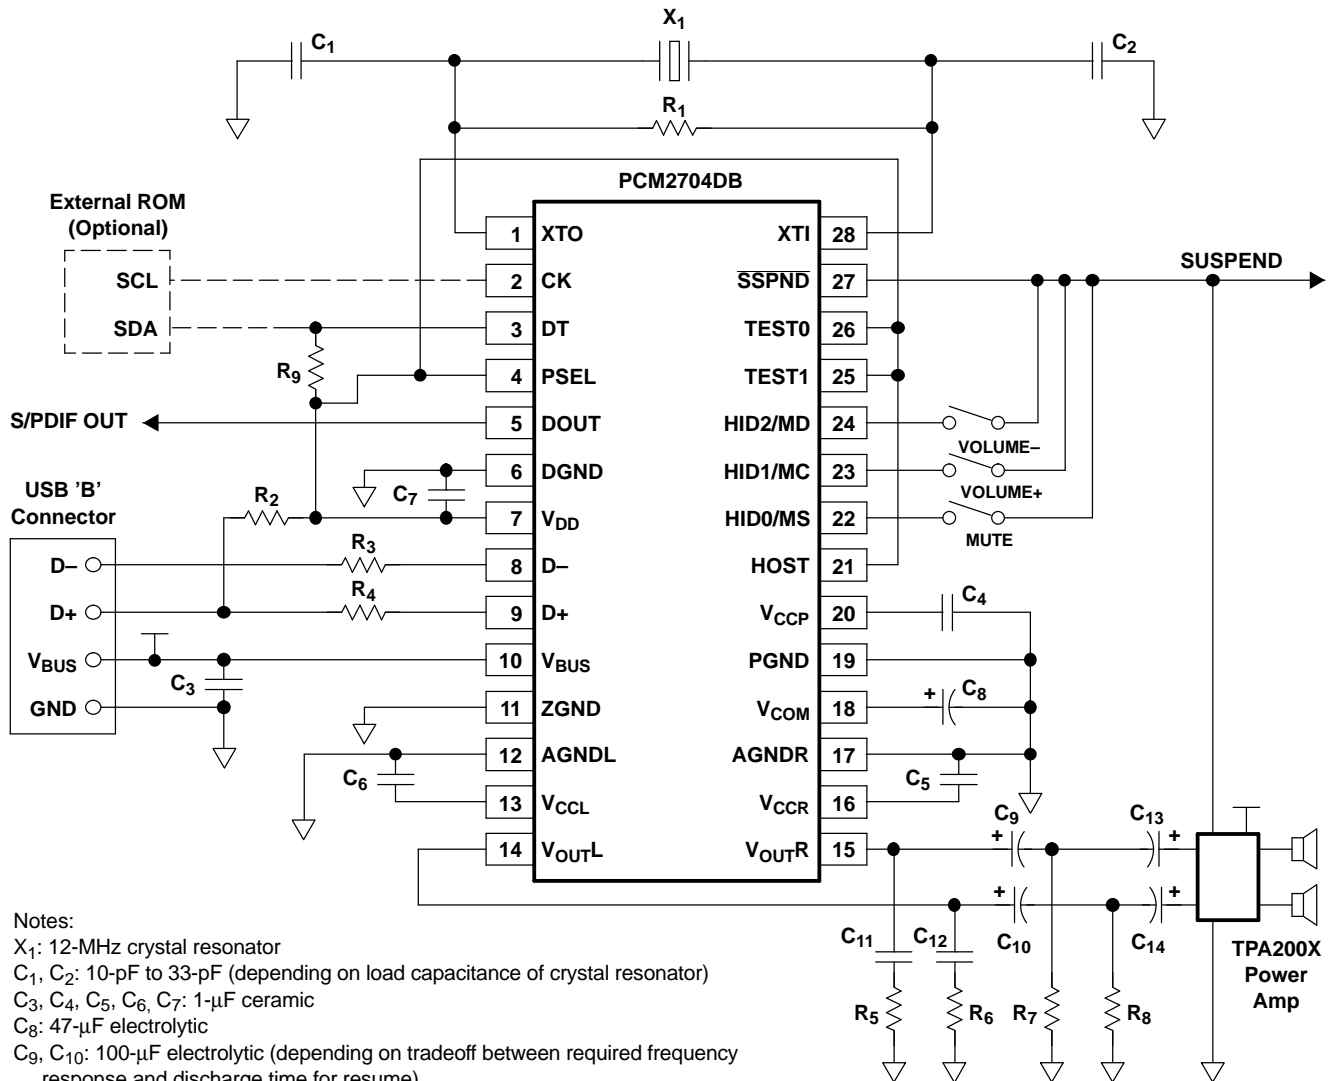 X1
C1
C2
R1
PCM2704DB
External ROM
(Optional)
SCL
SDA
R9
S/PDIF OUT
USB 'B'
Connector
R2
C7
R3
R4
D–
D+
VBUS
GND
C3
C6
1 XTO
2 CK
3 DT
4 PSEL
5 DOUT
6 DGND
7 VDD
8 D–
9 D+
10 VBUS
11 ZGND
12 AGNDL
13 VCCL
14 VOUTL
XTI 28
SSPND 27
TEST0 26
TEST1 25
HID2/MD 24
HID1/MC 23
HID0/MS 22
HOST 21
VCCP 20
PGND 19
VCOM 18
AGNDR 17
VCCR 16
VOUTR 15
SUSPEND
VOLUME–
VOLUME+
MUTE
C4
+ C8
C5
C9
+
C13
+
+
C10
+
C14
C11
C12
R5
R6
R7
R8
TPA200X
Power
Amp
Notes:
X1: 12-MHz crystal resonator
C1, C2: 10-pF to 33-pF (depending on load capacitance of crystal resonator)
C3, C4, C5, C6, C7: 1-μF ceramic
C8: 47-μF electrolytic
C9, C10: 100-μF electrolytic (depending on tradeoff between required frequency
response and discharge time for resume)